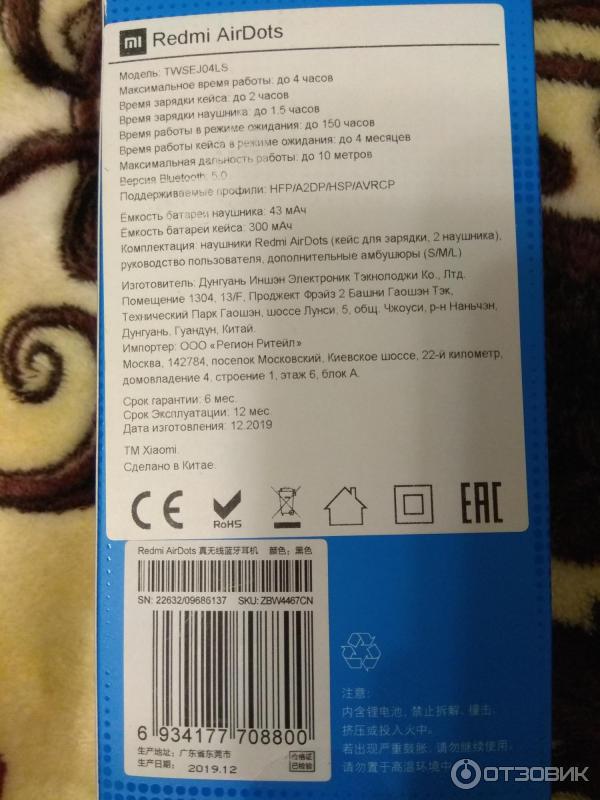 mi Redmi AirDots
Модель: TWSEJ04LS
Максимальное время работы: до 4 часов
Время зарядки кейса: до 2 часов
Время зарядки наушника: до 1.5 часов
Время работы в режиме ожидания: до 150 часов
Время работы кейса в режиме ожидания: до 4 месяцев
Максимальная дальность работы: до 10 метров
Версия Bluetooth: 5.0
Поддерживаемые профили: HFP/A2DP/HSP/AVRCP
Ёмкость батареи наушника: 43 мАч
Ёмкость батареи кейса: 300 мАч
Комплектация: наушники Redmi AirDots (кейс для зарядки, 2 наушника),
руководство пользователя, дополнительные амбушюры (S/M/L)
Изготовитель: Дунгуань Иншэн Электроник Тэкнолоджи Ко., Лтд.
Помещение 1304, 13/F, Проджект Фрэйз 2 Башни Гаошэн Тэк,
Технический Парк Гаошэн, шоссе Лунси, 5, общ. Чжоуси, р-н Наньчэн,
Дунгуань, Гуандун, Китай.
Импортер: ООО «Регион Ритейл»
Москва, 142784, поселок Московский, Киевское шоссе, 22-й километр,
домовладение 4, строение 1, этаж 6, блок А.
Срок гарантии: 6 мес.
Срок Эксплуатации: 12 мес.
Дата изготовления: 12.2019
ТМ Xiaomi.
Сделано в Китае.
CE RoHS EAC
Redmi AirDots 真无线蓝牙耳机 颜色：黑色
SN: 22632/09686137 SKU: ZBW4467CN
6 934177 708800
生产地址：广东省东莞市
生产日期：2019.12
合格证
已检验
注意：
内含锂电池，禁止拆解、撞击、
挤压或投入火中。
若出现严重鼓胀，请勿继续使用。
请勿置于高温环境中
ОТЗОВИК